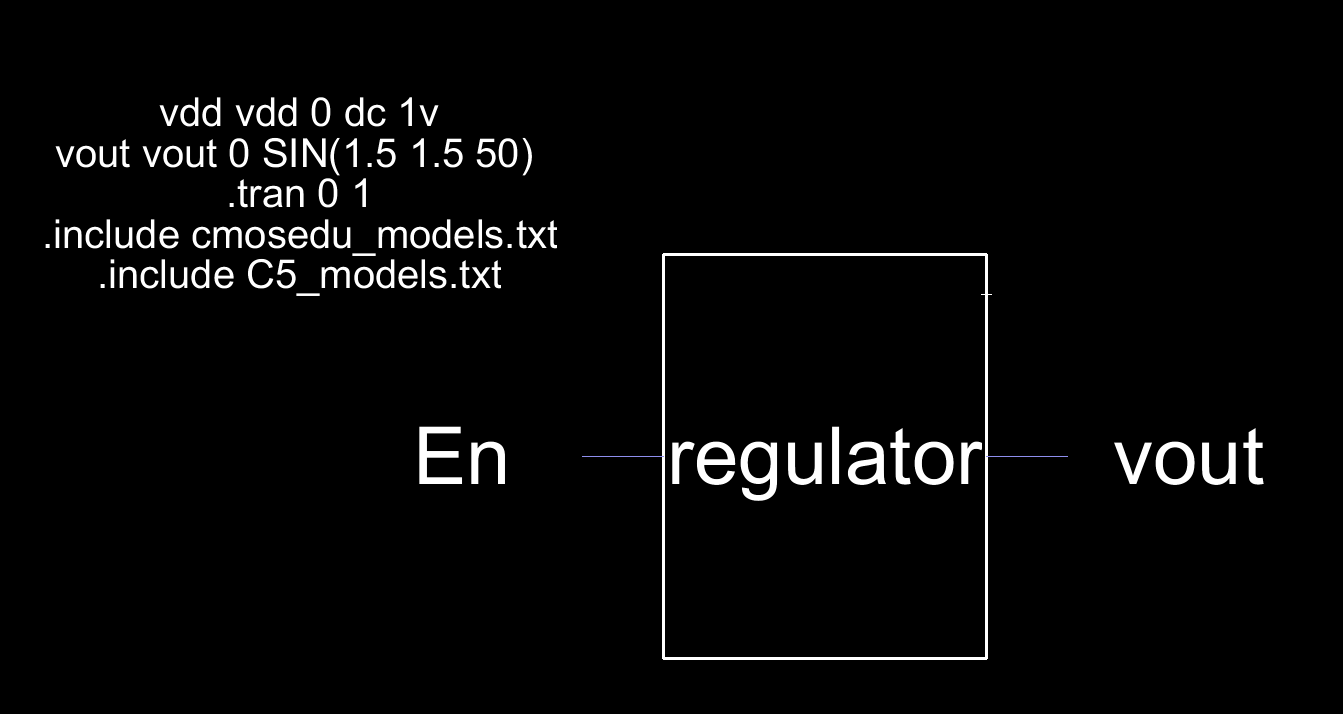 vdd vdd 0 dc 1v
vout vout 0 SIN(1.5 1.5 50)
.tran 0 1
.include cmosedu_models.txt
.include C5_models.txt
En
regulator
vout